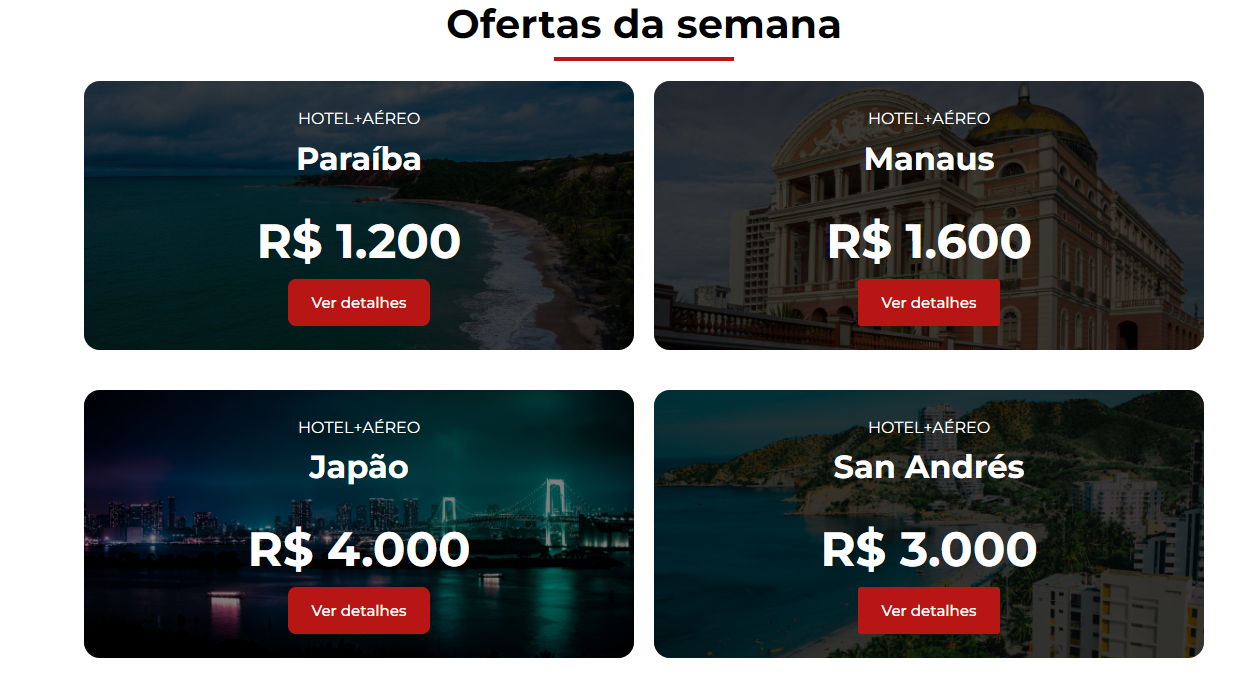 Ofertas da semana
HOTEL+AÉREO
Paraíba
R$ 1.200
Ver detalhes
HOTEL+AÉREO
Manaus
R$ 1.600
Ver detalhes
HOTEL+AÉREO
Japão
R$ 4.000
Ver detalhes
HOTEL+AÉREO
San Andrés
R$ 3.000
Ver detalhes